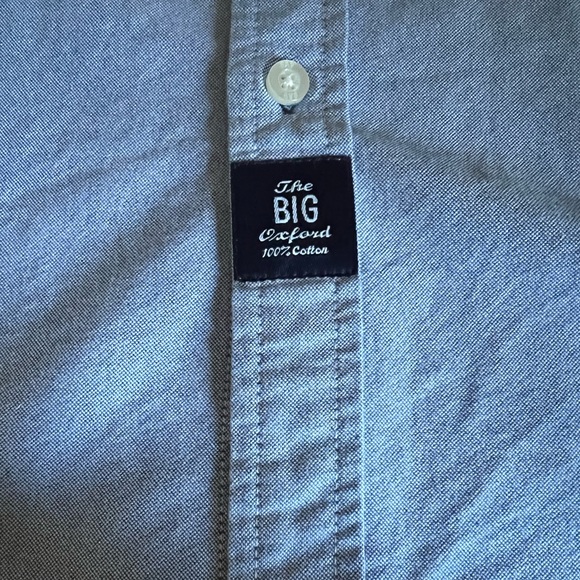 The
BIG
Oxford
100% Cotton